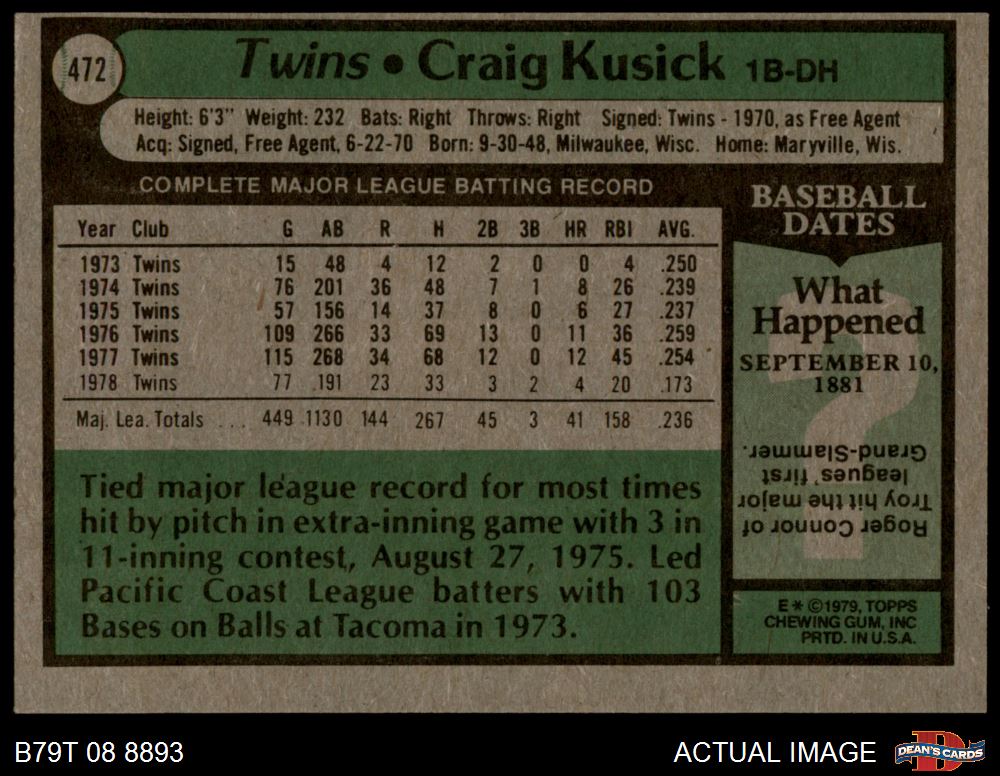 472
Twins • Craig Kusick 1B-DH
Height: 6'3" Weight: 232 Bats: Right Throws: Right Signed: Twins - 1970, as Free Agent
Acq: Signed, Free Agent, 6-22-70 Born: 9-30-48, Milwaukee, Wisc. Home: Maryville, Wis.
COMPLETE MAJOR LEAGUE BATTING RECORD
Year Club G AB R H 2B 3B HR RBI AVG.
1973 Twins 15 48 4 12 2 0 0 4 .250
1974 Twins 76 201 36 48 7 1 8 26 .239
1975 Twins 57 156 14 37 8 0 6 27 .237
1976 Twins 109 266 33 69 13 0 11 36 .259
1977 Twins 115 268 34 68 12 0 12 45 .254
1978 Twins 77 191 23 33 3 2 4 20 .173
Maj. Lea. Totals ... 449 1130 144 267 45 3 41 158 .236
Tied major league record for most times
hit by pitch in extra-inning game with 3 in
11-inning contest, August 27, 1975. Led
Pacific Coast League batters with 103
Bases on Balls at Tacoma in 1973.
BASEBALL
DATES
What
Happened
SEPTEMBER 10,
1881
Roger Connor of
Troy hit the major
leagues' first
Grand-Slammer.
E * ©1979, TOPPS
CHEWING GUM, INC
PRTD. IN U.S.A.
B79T 08 8893
ACTUAL IMAGE
D
DEAN'S CARDS